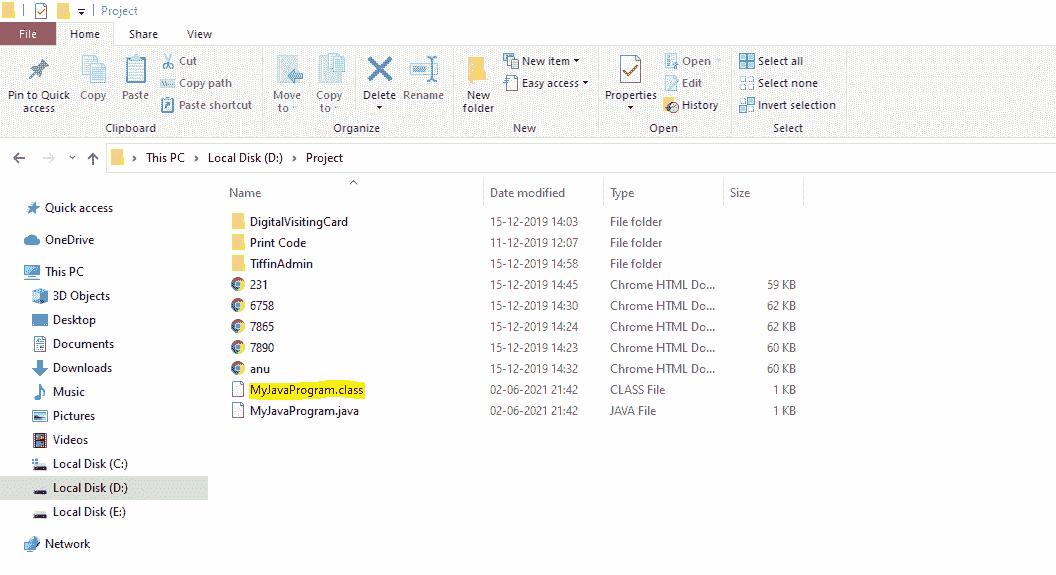 Project
File Home Share View
Pin to Quick access
Copy
Paste
Cut
Copy path
Paste shortcut
Clipboard
Move to
Copy to
Delete
Rename
Organize
New folder
New item
Easy access
New
Properties
Open
Edit
History
Open
Select all
Select none
Invert selection
Select
This PC › Local Disk (D:) › Project
Quick access
OneDrive
This PC
3D Objects
Desktop
Documents
Downloads
Music
Pictures
Videos
Local Disk (C:)
Local Disk (D:)
Local Disk (E:)
Network
Name Date modified Type Size
DigitalVisitingCard 15-12-2019 14:03 File folder
Print Code 11-12-2019 12:07 File folder
TiffinAdmin 15-12-2019 14:58 File folder
231 15-12-2019 14:45 Chrome HTML Do... 59 KB
6758 15-12-2019 14:30 Chrome HTML Do... 62 KB
7865 15-12-2019 14:24 Chrome HTML Do... 62 KB
7890 15-12-2019 14:23 Chrome HTML Do... 60 KB
anu 15-12-2019 14:32 Chrome HTML Do... 60 KB
MyJavaProgram.class 02-06-2021 21:42 CLASS File 1 KB
MyJavaProgram.java 02-06-2021 21:42 JAVA File 1 KB